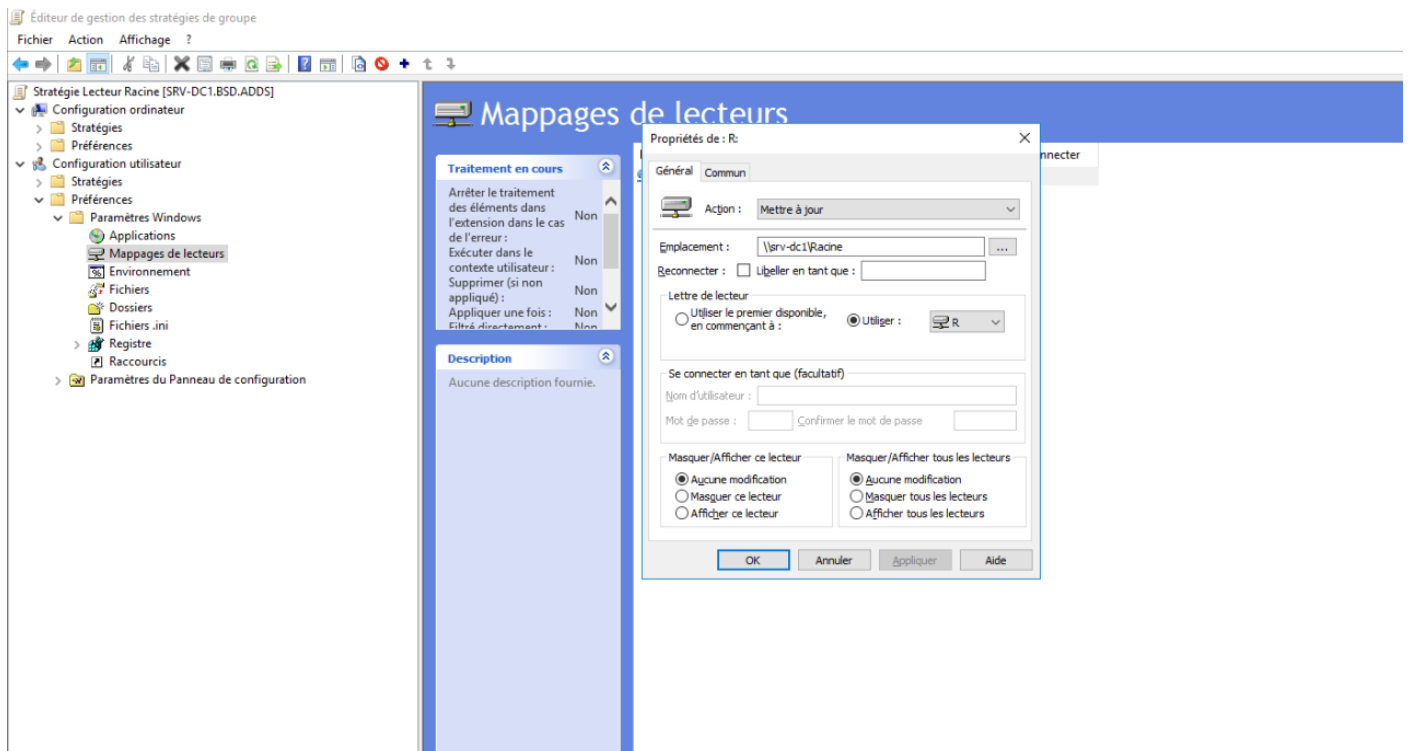 Éditeur de gestion des stratégies de groupe
Fichier Action Affichage ?
Stratégie Lecteur Racine [SRV-DC1.BSD.ADDS]
Configuration ordinateur
Stratégies
Préférences
Configuration utilisateur
Stratégies
Préférences
Paramètres Windows
Applications
Mappages de lecteurs
Environnement
Fichiers
Dossiers
Fichiers .ini
Registre
Raccourcis
Paramètres du Panneau de configuration
Mappages de lecteurs
Traitement en cours
Arrêter le traitement
des éléments dans
l'extension dans le cas Non
de l'erreur :
Exécuter dans le
contexte utilisateur : Non
Supprimer (si non
appliqué) : Non
Appliquer une fois : Non
Filtré directement : Non
Description
Aucune description fournie.
nnecter
Propriétés de : R:
Général Commun
Action : Mettre à jour
Emplacement : \\srv-dc1\Racine ...
Reconnecter : Libeller en tant que :
Lettre de lecteur
Utiliser le premier disponible,
en commençant à :
Utiliser : R
Se connecter en tant que (facultatif)
Nom d'utilisateur :
Mot de passe : Confirmer le mot de passe
Masquer/Afficher ce lecteur
Aucune modification
Masquer ce lecteur
Afficher ce lecteur
Masquer/Afficher tous les lecteurs
Aucune modification
Masquer tous les lecteurs
Afficher tous les lecteurs
OK Annuler Appliquer Aide